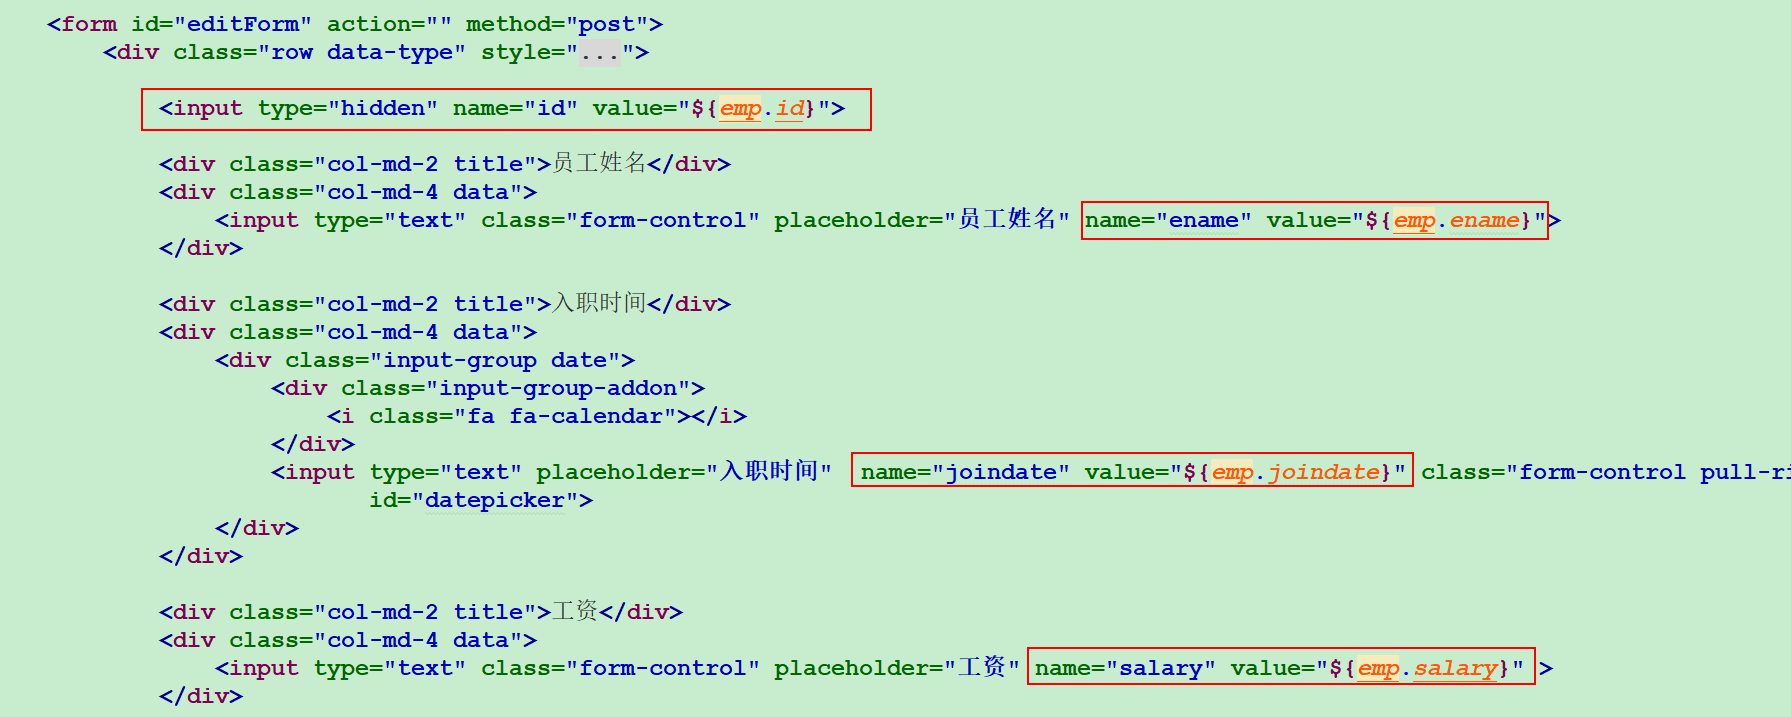 <form id="editForm" action="" method="post">
<div class="row data-type" style="...">
<input type="hidden" name="id" value="${emp.id}">
<div class="col-md-2 title">员工姓名</div>
<div class="col-md-4 data">
<input type="text" class="form-control" placeholder="员工姓名" name="ename" value="${emp.ename}">
</div>
<div class="col-md-2 title">入职时间</div>
<div class="col-md-4 data">
<div class="input-group date">
<div class="input-group-addon">
<i class="fa fa-calendar"></i>
</div>
<input type="text" placeholder="入职时间" name="joindate" value="${emp.joindate}" class="form-control pull-ri
id="datepicker">
</div>
</div>
<div class="col-md-2 title">工资</div>
<div class="col-md-4 data">
<input type="text" class="form-control" placeholder="工资" name="salary" value="${emp.salary}" >
</div>